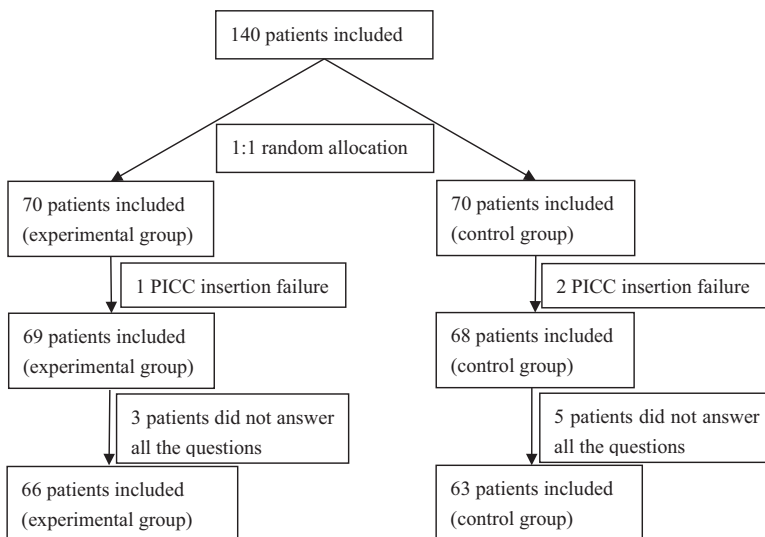 140 patients included
1:1 random allocation
70 patients included
(experimental group)
70 patients included
(control group)
1 PICC insertion failure
2 PICC insertion failure
69 patients included
(experimental group)
68 patients included
(control group)
3 patients did not answer
all the questions
5 patients did not answer
all the questions
66 patients included
(experimental group)
63 patients included
(control group)